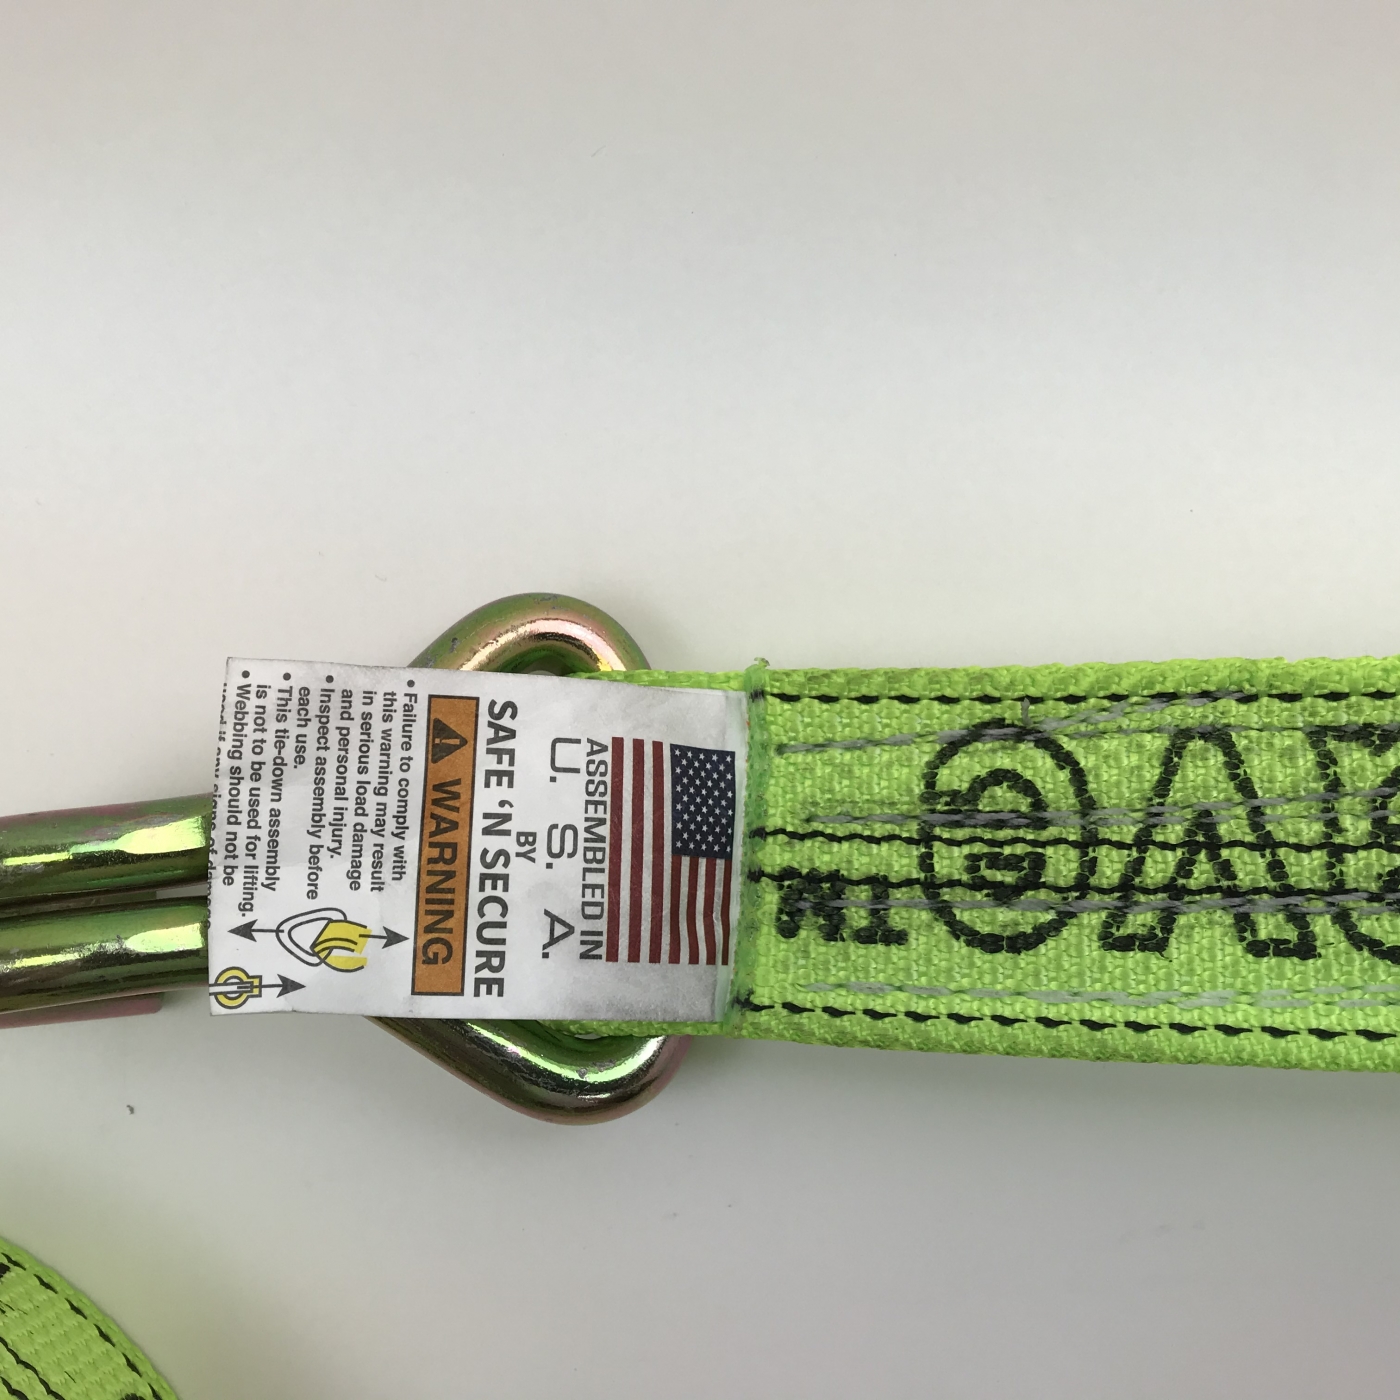 ASSEMBLED IN
U. S. A.
BY
SAFE ‘N SECURE
WARNING
• Failure to comply with
this warning may result
in serious load damage
and personal injury.
• Inspect assembly before
each use.
• This tie-down assembly
is not to be used for lifting.
• Webbing should not be